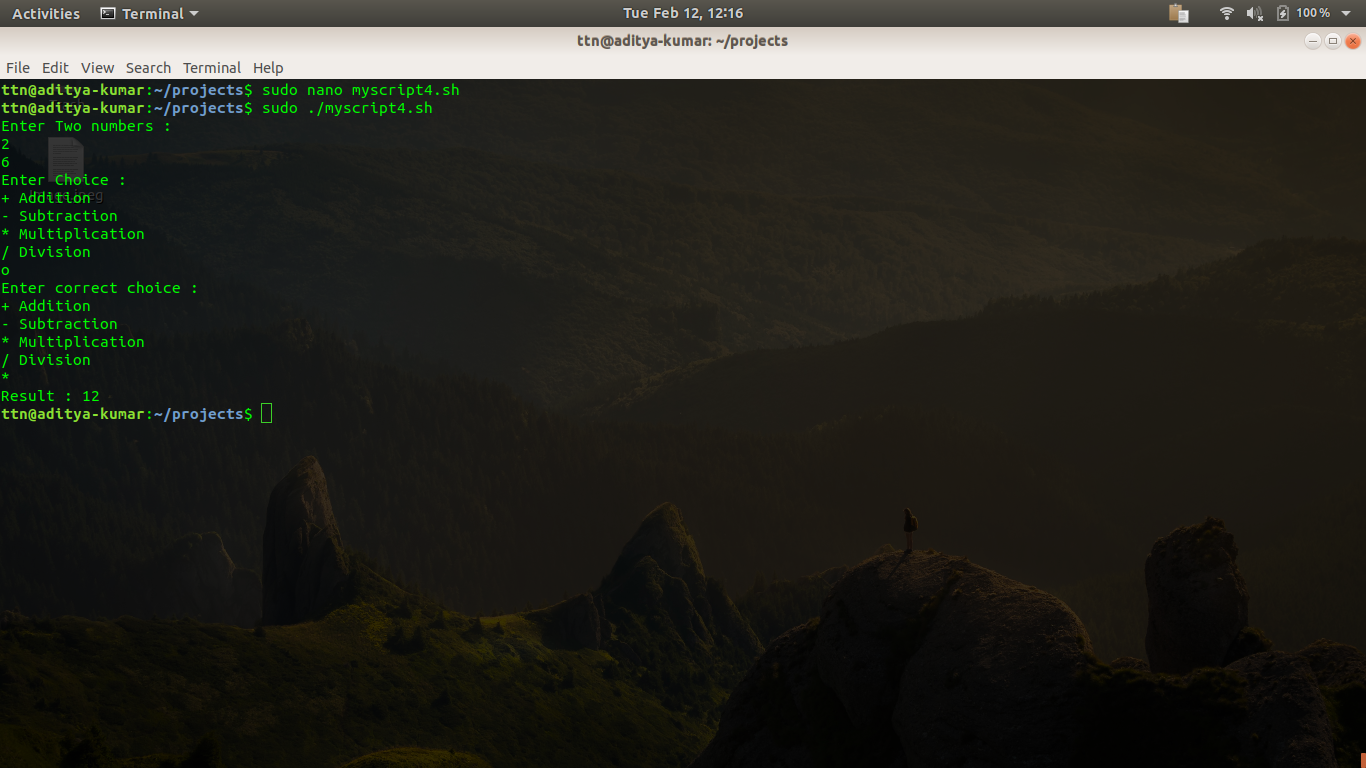 Activities Terminal Tue Feb 12, 12:16 100 %
ttn@aditya-kumar: ~/projects
File Edit View Search Terminal Help
ttn@aditya-kumar:~/projects$ sudo nano myscript4.sh
ttn@aditya-kumar:~/projects$ sudo ./myscript4.sh
Enter Two numbers :
2
6
Enter Choice :
+ Addition
- Subtraction
* Multiplication
/ Division
o
Enter correct choice :
+ Addition
- Subtraction
* Multiplication
/ Division
*
Result : 12
ttn@aditya-kumar:~/projects$